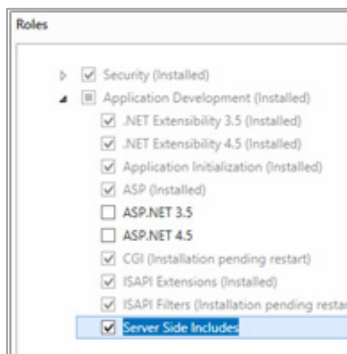 Roles
Security (Installed)
Application Development (Installed)
.NET Extensibility 3.5 (Installed)
.NET Extensibility 4.5 (Installed)
Application Initialization (Installed)
ASP (Installed)
ASP.NET 3.5
ASP.NET 4.5
CGI (Installation pending restart)
ISAPI Extensions (Installed)
ISAPI Filters (Installation pending restar
Server Side Includes